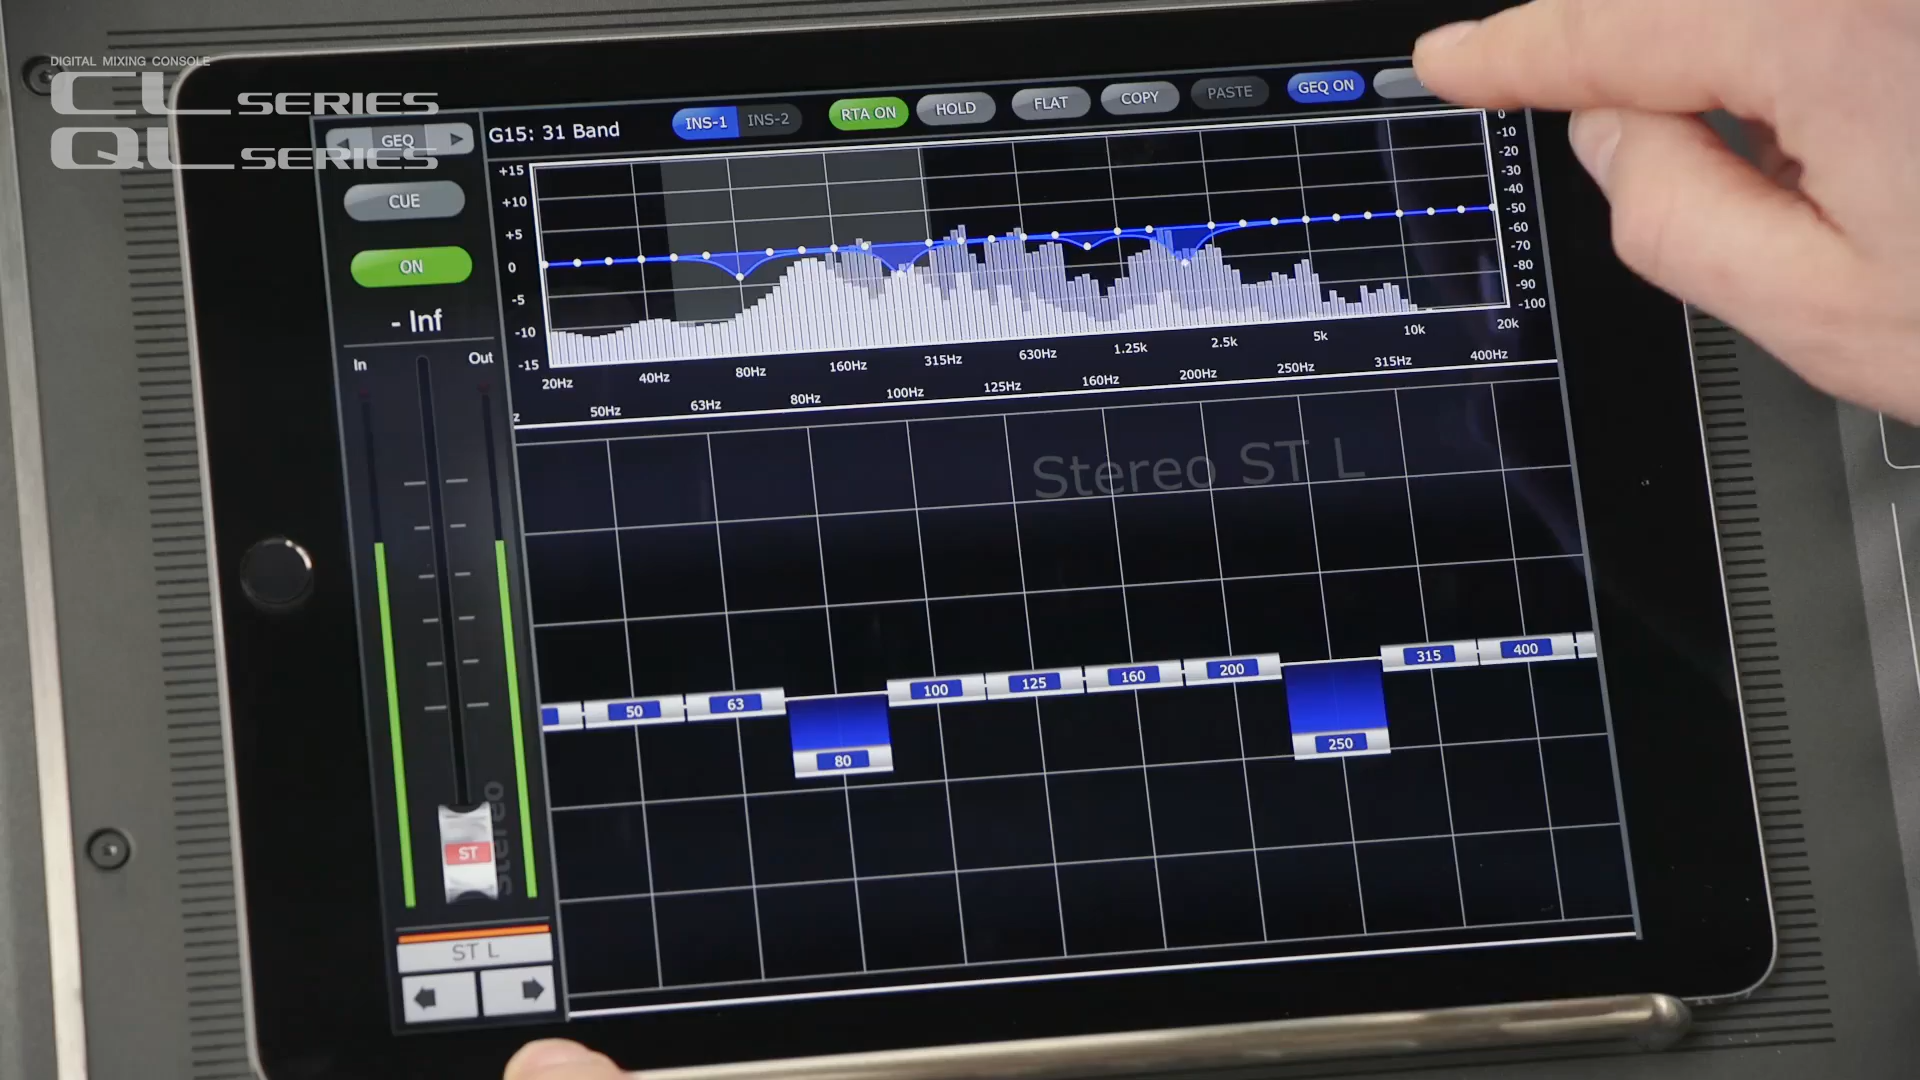 DIGITAL MIXING CONSOLE
CL SERIES
QL SERIES
GEQ
G15: 31 Band
INS-1
INS-2
RTA ON
HOLD
FLAT
COPY
PASTE
GEQ ON
CUE
ON
- Inf
In
Out
+15
+10
+5
0
-5
-10
-15
0
-10
-20
-30
-40
-50
-60
-70
-80
-90
-100
20Hz
40Hz
80Hz
160Hz
315Hz
630Hz
1.25k
2.5k
5k
10k
20k
z
50Hz
63Hz
80Hz
100Hz
125Hz
160Hz
200Hz
250Hz
315Hz
400Hz
Stereo ST L
50
63
80
100
125
160
200
250
315
400
ST
Stereo
ST L